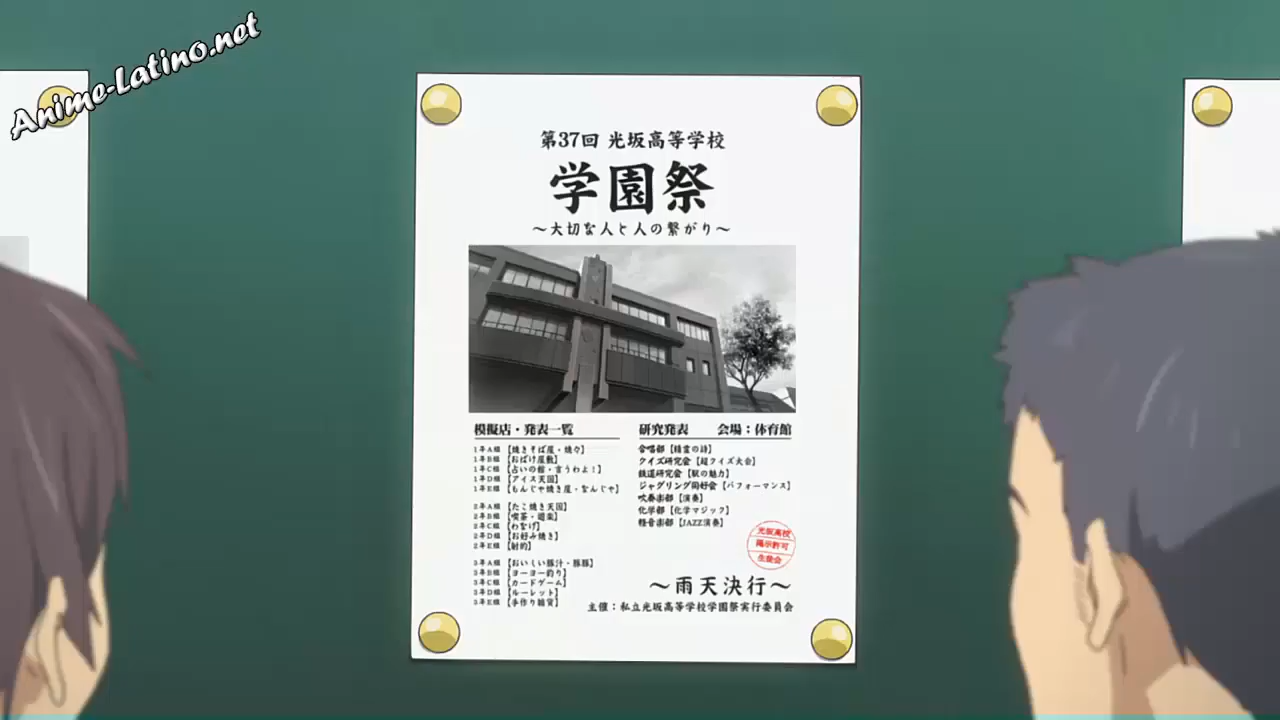 Anime-Latino.net
第37回 光坂高等学校
学園祭
～大切な人と人の繋がり～
模擬店・発表一覧
1年A組 【焼きそば屋・焼々】
1年B組 【おばけ屋敷】
1年C組 【占いの館・言うわよ！】
1年D組 【アイス天国】
1年E組 【もんじゃ焼き屋・なんじゃ】
2年A組 【たこ焼き天国】
2年B組 【喫茶・道楽】
2年C組 【わなげ】
2年D組 【お好み焼き】
2年E組 【射的】
3年A組 【おいしい豚汁・豚豚】
3年B組 【ヨーヨー釣り】
3年C組 【カードゲーム】
3年D組 【ルーレット】
3年E組 【手作り雑貨】
研究発表 会場：体育館
合唱部【精霊の詩】
クイズ研究会【超クイズ大会】
鉄道研究会【駅の魅力】
ジャグリング同好会【パフォーマンス】
吹奏楽部【演奏】
化学部【化学マジック】
軽音楽部【JAZZ演奏】
光坂高校
掲示許可
生徒会
～雨天決行～
主催：私立光坂高等学校学園祭実行委員会